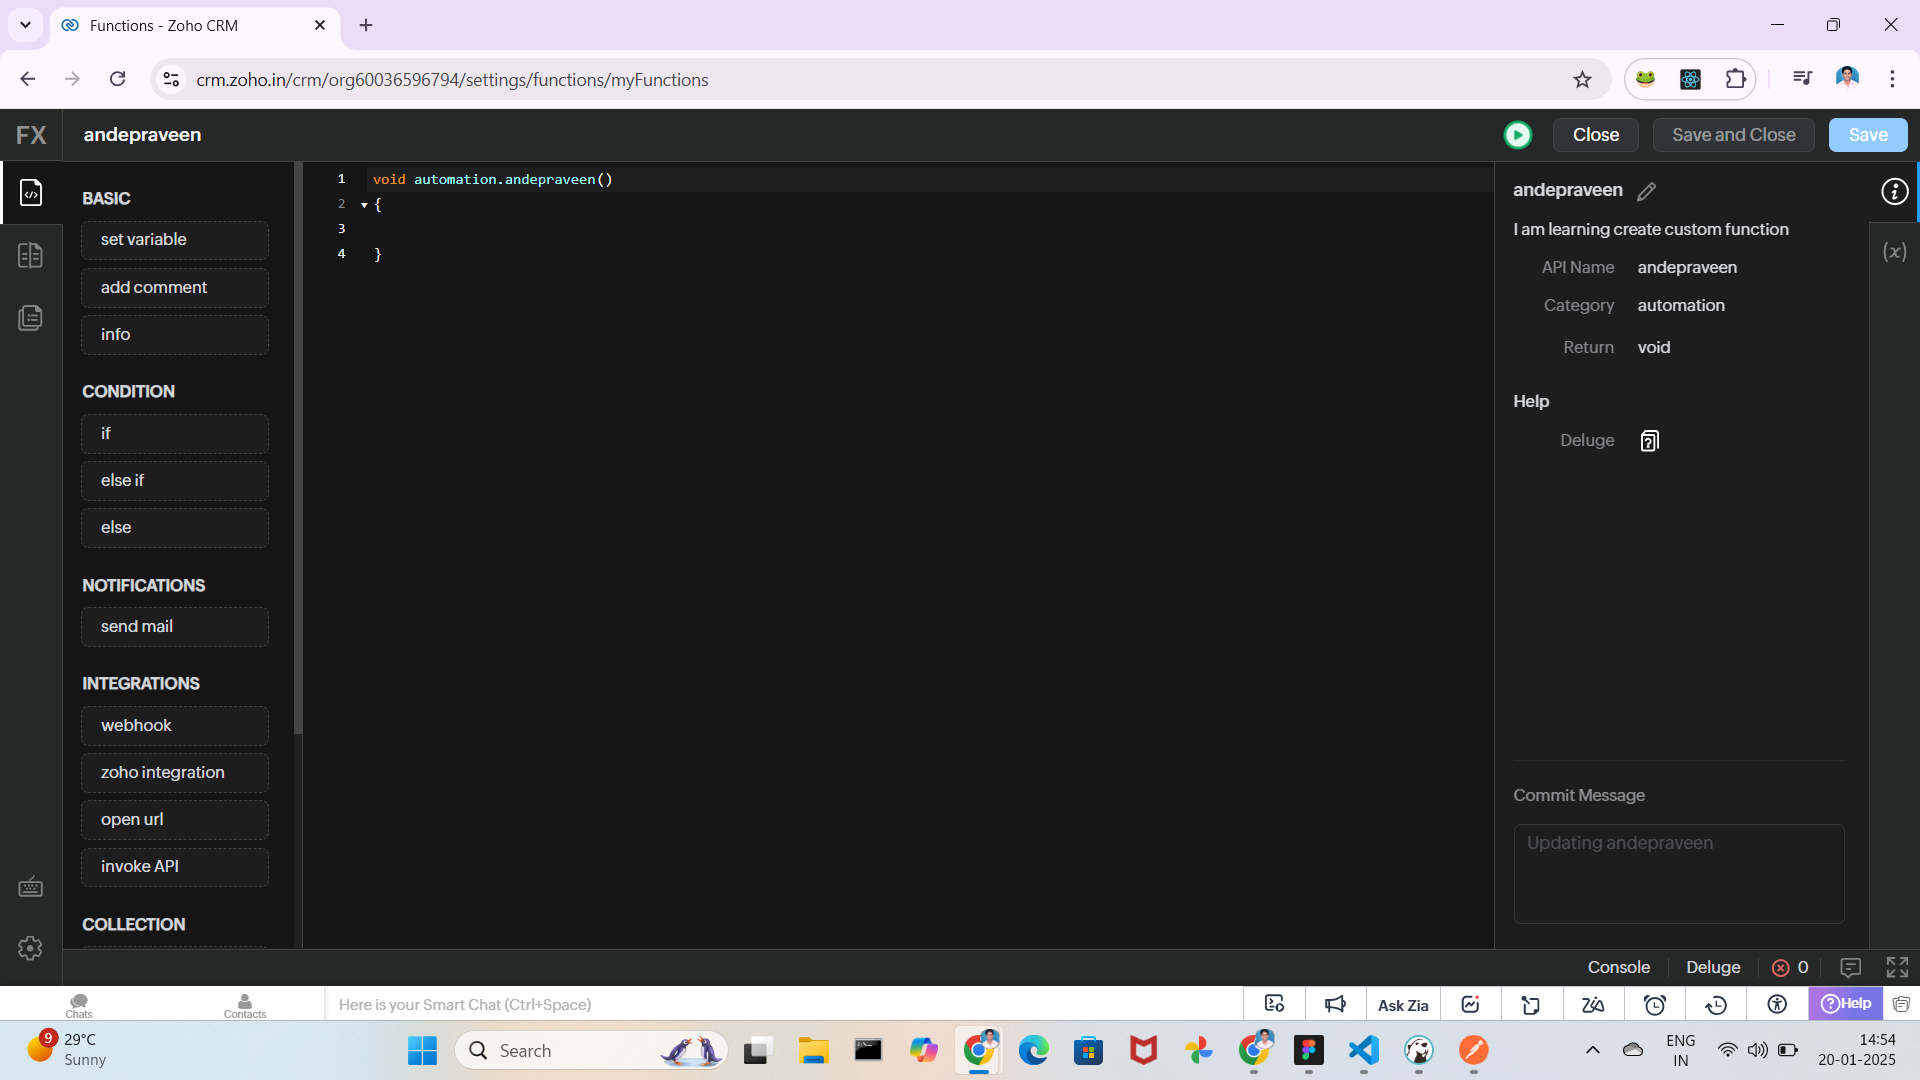 Functions - Zoho CRM
crm.zoho.in/crm/org60036596794/settings/functions/myFunctions
FX
andepraveen
Close
Save and Close
Save
BASIC
set variable
add comment
info
CONDITION
if
else if
else
NOTIFICATIONS
send mail
INTEGRATIONS
webhook
zoho integration
open url
invoke API
COLLECTION
1 void automation.andepraveen()
2 {
3
4 }
andepraveen
I am learning create custom function
API Name andepraveen
Category automation
Return void
Help
Deluge
(x)
Commit Message
Updating andepraveen
Console
Deluge
0
Chats
Contacts
Here is your Smart Chat (Ctrl+Space)
Ask Zia
Help
9
29°C
Sunny
Search
ENG
IN
14:54
20-01-2025